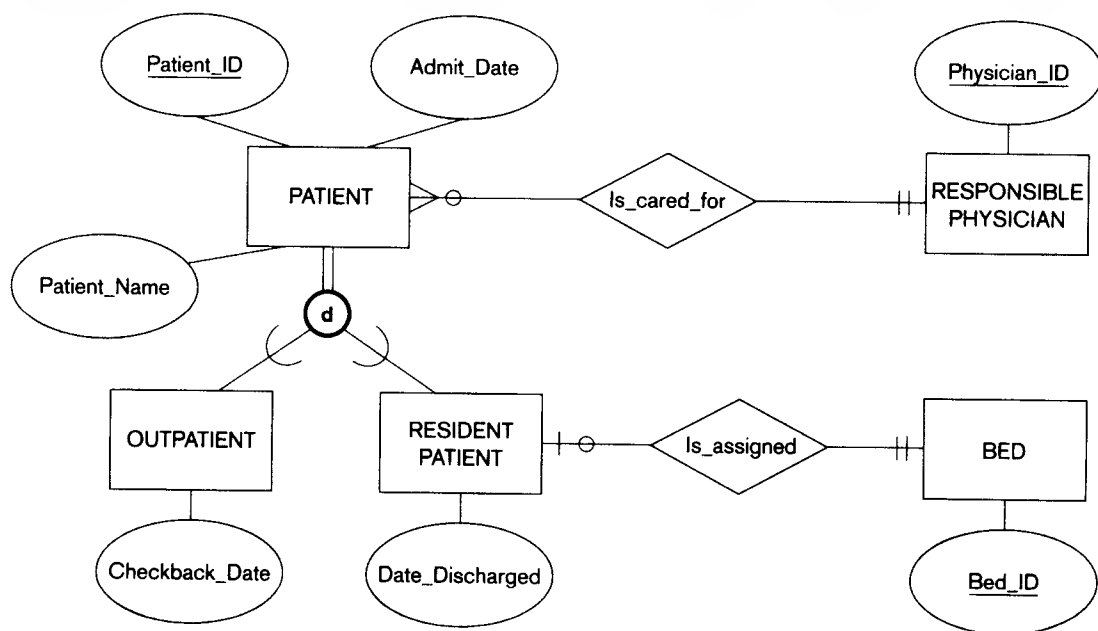 Patient_ID
Admit_Date
Physician_ID
PATIENT
Is_cared_for
RESPONSIBLE
PHYSICIAN
Patient_Name
d
OUTPATIENT
RESIDENT
PATIENT
Is_assigned
BED
Checkback_Date
Date_Discharged
Bed_ID